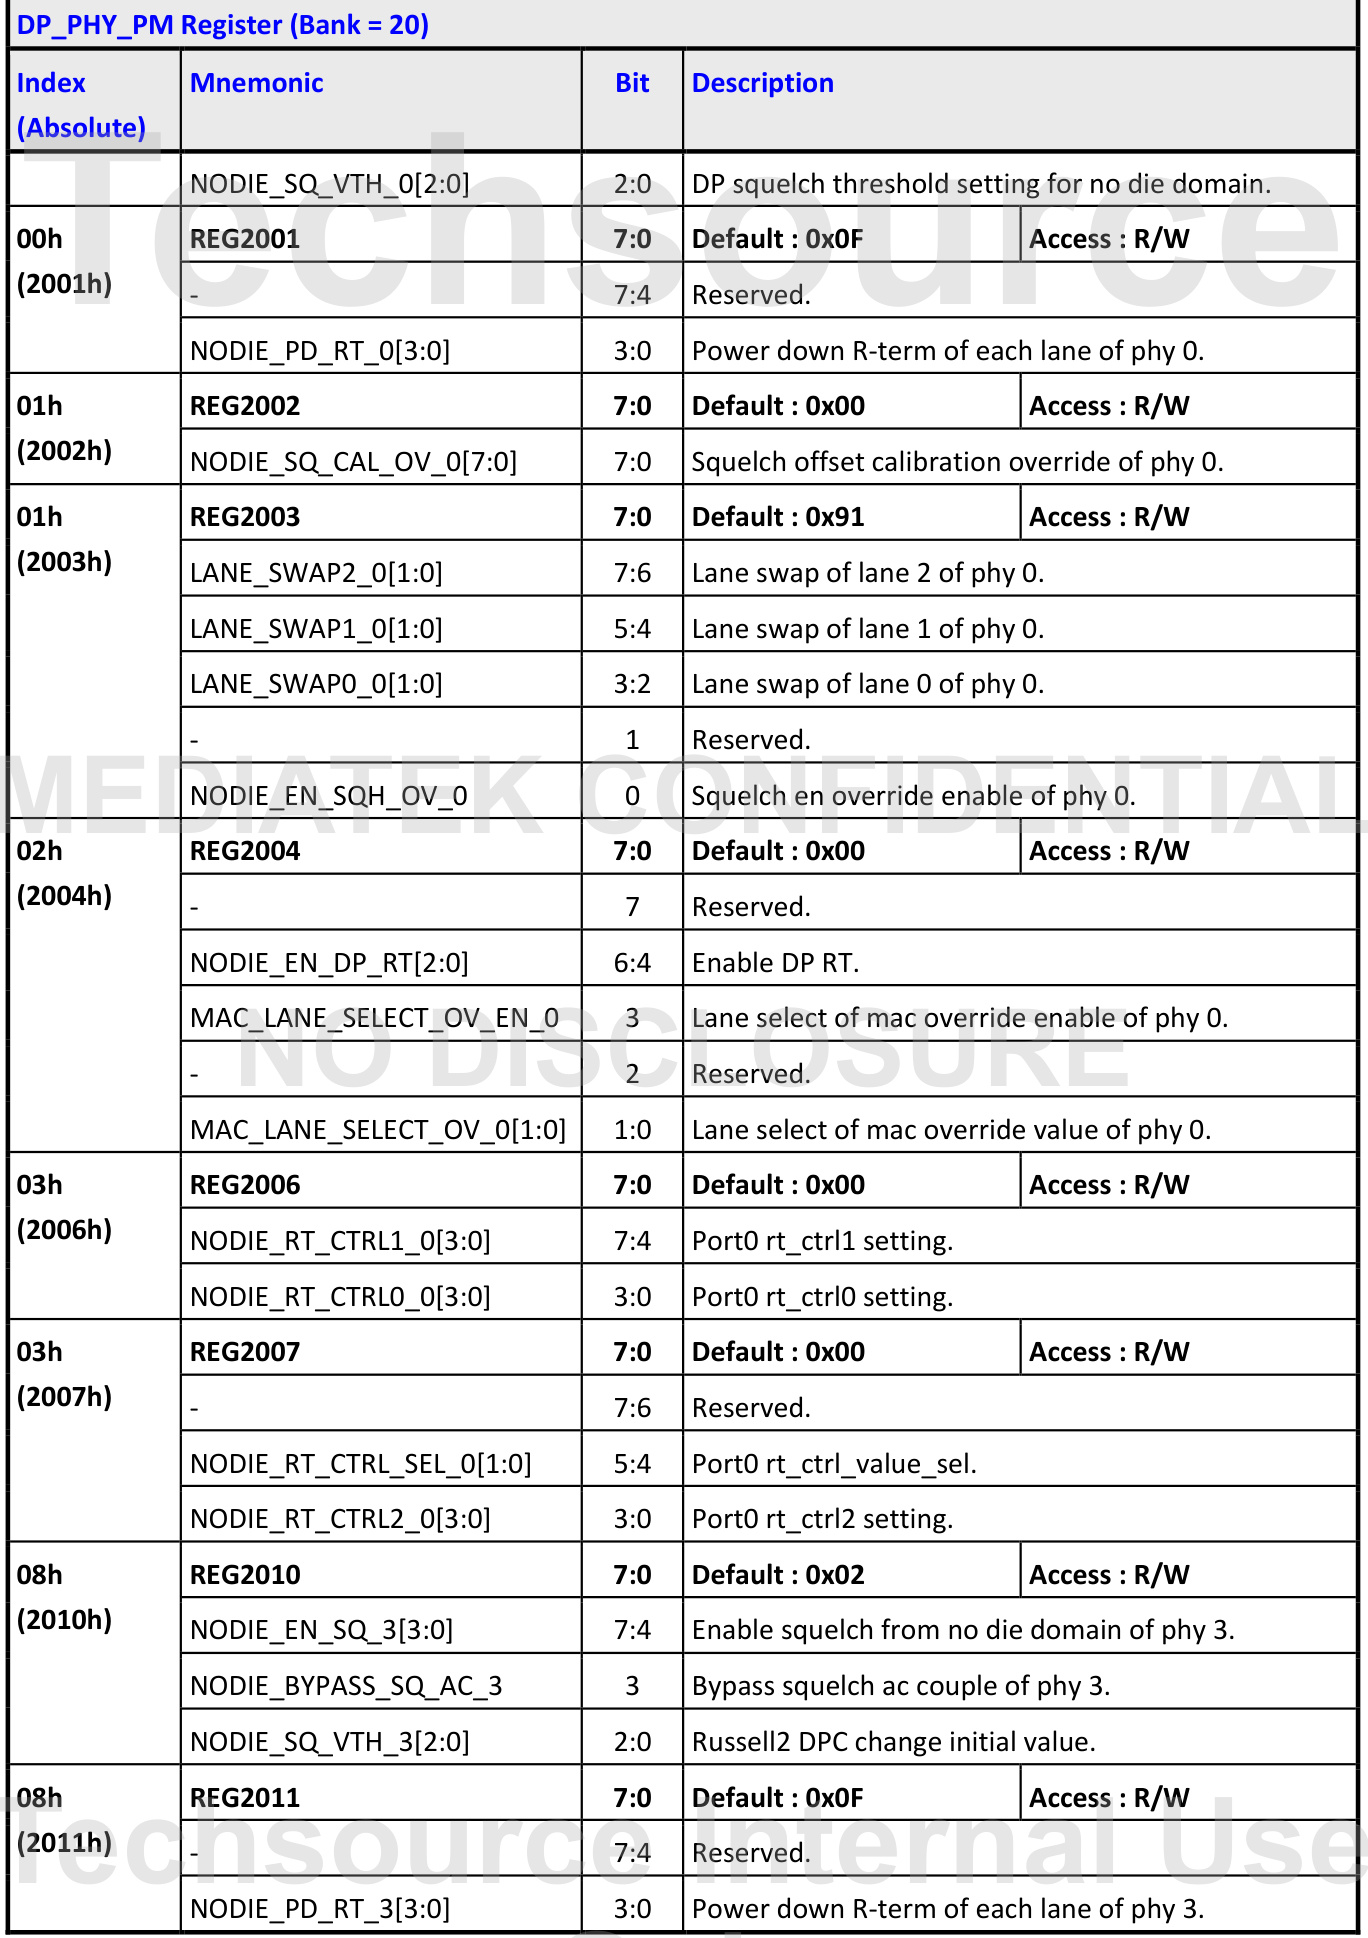 DP_PHY_PM Register (Bank = 20)
Index (Absolute) Mnemonic Bit Description
NODIE_SQ_VTH_0[2:0] 2:0 DP squelch threshold setting for no die domain.
00h (2001h) REG2001 7:0 Default : 0x0F Access : R/W
- 7:4 Reserved.
NODIE_PD_RT_0[3:0] 3:0 Power down R-term of each lane of phy 0.
01h (2002h) REG2002 7:0 Default : 0x00 Access : R/W
NODIE_SQ_CAL_OV_0[7:0] 7:0 Squelch offset calibration override of phy 0.
01h (2003h) REG2003 7:0 Default : 0x91 Access : R/W
LANE_SWAP2_0[1:0] 7:6 Lane swap of lane 2 of phy 0.
LANE_SWAP1_0[1:0] 5:4 Lane swap of lane 1 of phy 0.
LANE_SWAP0_0[1:0] 3:2 Lane swap of lane 0 of phy 0.
- 1 Reserved.
NODIE_EN_SQH_OV_0 0 Squelch en override enable of phy 0.
02h (2004h) REG2004 7:0 Default : 0x00 Access : R/W
- 7 Reserved.
NODIE_EN_DP_RT[2:0] 6:4 Enable DP RT.
MAC_LANE_SELECT_OV_EN_0 3 Lane select of mac override enable of phy 0.
- 2 Reserved.
MAC_LANE_SELECT_OV_0[1:0] 1:0 Lane select of mac override value of phy 0.
03h (2006h) REG2006 7:0 Default : 0x00 Access : R/W
NODIE_RT_CTRL1_0[3:0] 7:4 Port0 rt_ctrl1 setting.
NODIE_RT_CTRL0_0[3:0] 3:0 Port0 rt_ctrl0 setting.
03h (2007h) REG2007 7:0 Default : 0x00 Access : R/W
- 7:6 Reserved.
NODIE_RT_CTRL_SEL_0[1:0] 5:4 Port0 rt_ctrl_value_sel.
NODIE_RT_CTRL2_0[3:0] 3:0 Port0 rt_ctrl2 setting.
08h (2010h) REG2010 7:0 Default : 0x02 Access : R/W
NODIE_EN_SQ_3[3:0] 7:4 Enable squelch from no die domain of phy 3.
NODIE_BYPASS_SQ_AC_3 3 Bypass squelch ac couple of phy 3.
NODIE_SQ_VTH_3[2:0] 2:0 Russell2 DPC change initial value.
08h (2011h) REG2011 7:0 Default : 0x0F Access : R/W
- 7:4 Reserved.
NODIE_PD_RT_3[3:0] 3:0 Power down R-term of each lane of phy 3.
Techsource
MEDIATEK CONFIDENTIAL
NO DISCLOSURE
Techsource Internal Use